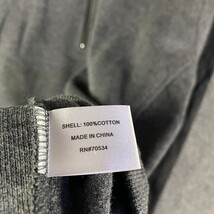 SHELL: 100%COTTON
MADE IN CHINA
RN#70534